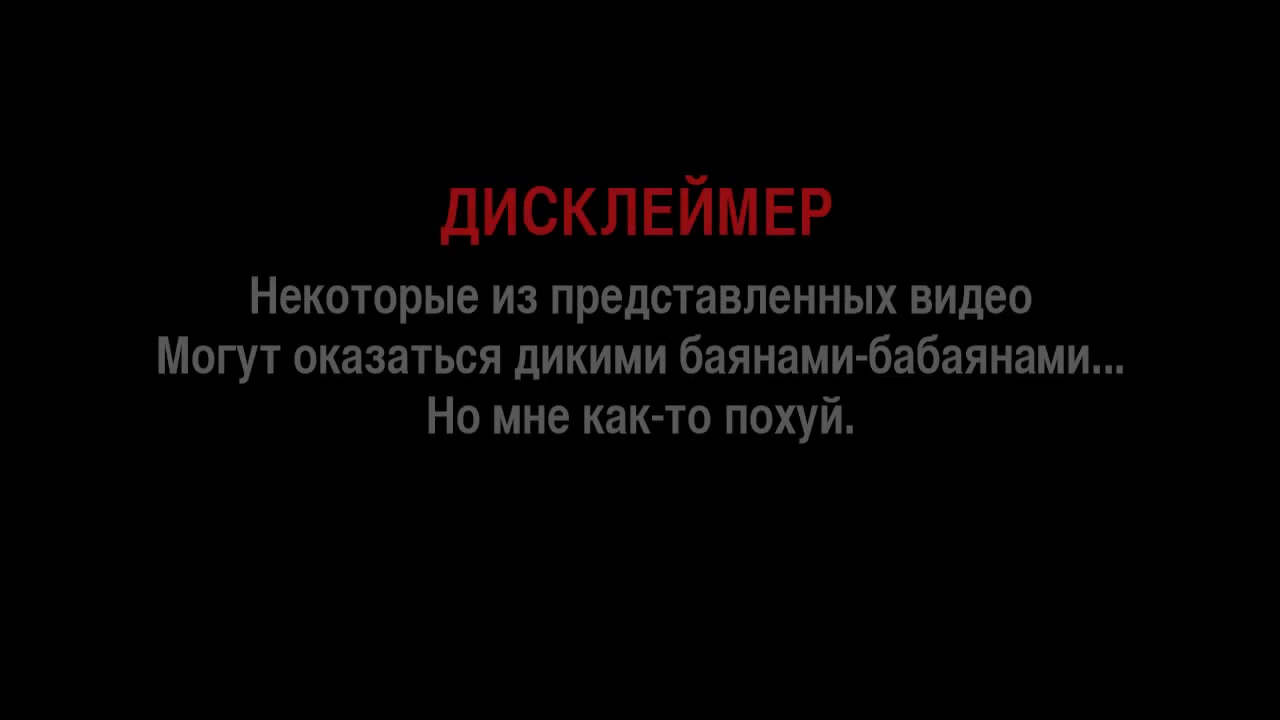 ДИСКЛЕЙМЕР
Некоторые из представленных видео
Могут оказаться дикими баянами-бабаянами...
Но мне как-то похуй.